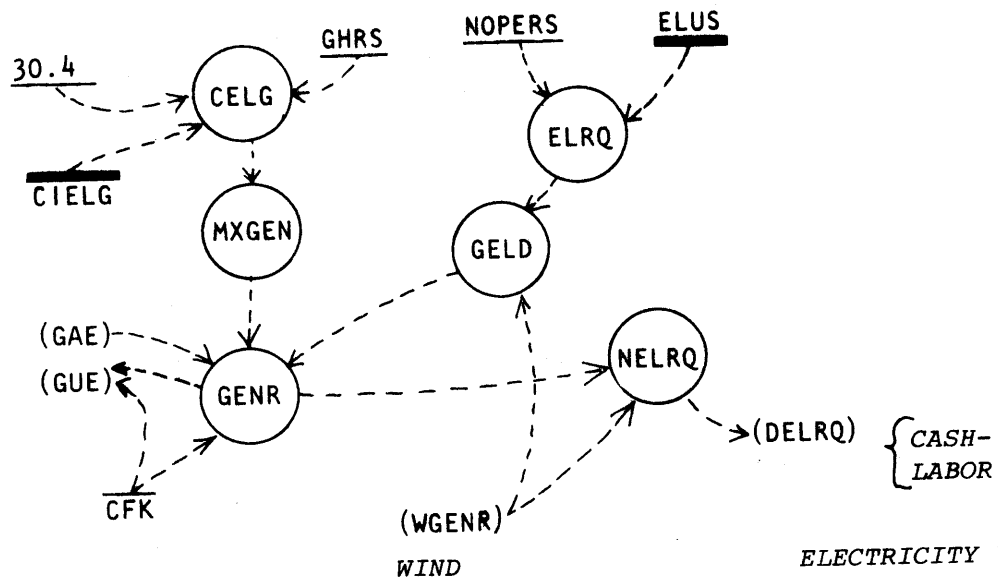 30.4
GHRS
NOPERS
ELUS
CELG
ELRQ
CIELG
MXGEN
GELD
(GAE)
(GUE)
GENR
NELRQ
(DELRQ)
CASH-
LABOR
CFK
(WGENR)
WIND
ELECTRICITY